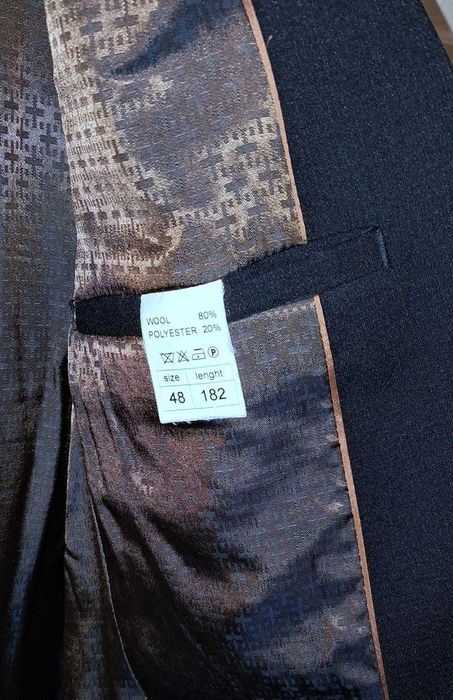 WOOL 80%
POLYESTER 20%
P
size lenght
48 182